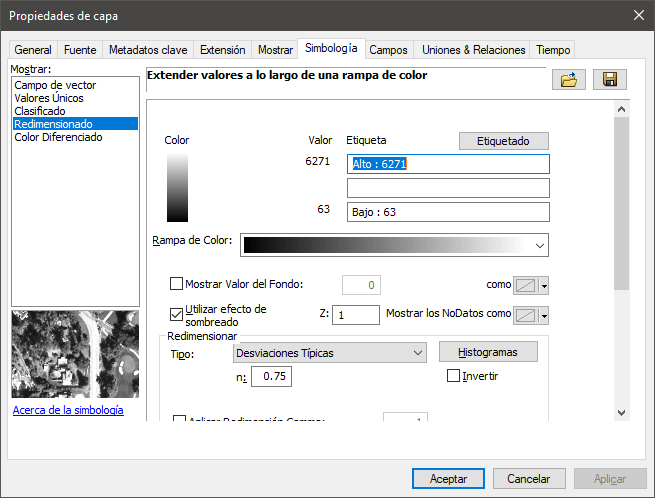 Propiedades de capa
General Fuente Metadatos clave Extensión Mostrar Simbología Campos Uniones & Relaciones Tiempo
Mostrar:
Campo de vector
Valores Únicos
Clasificado
Redimensionado
Color Diferenciado
Acerca de la simbología
Extender valores a lo largo de una rampa de color
Color Valor Etiqueta Etiquetado
6271 Alto : 6271
63 Bajo : 63
Rampa de Color:
Mostrar Valor del Fondo: 0 como
Utilizar efecto de
sombreado
Z: 1 Mostrar los NoDatos como
Redimensionar
Tipo: Desviaciones Típicas Histogramas
n: 0.75 Invertir
Aplicar Redimensión Gamma: 1
Aceptar Cancelar Aplicar